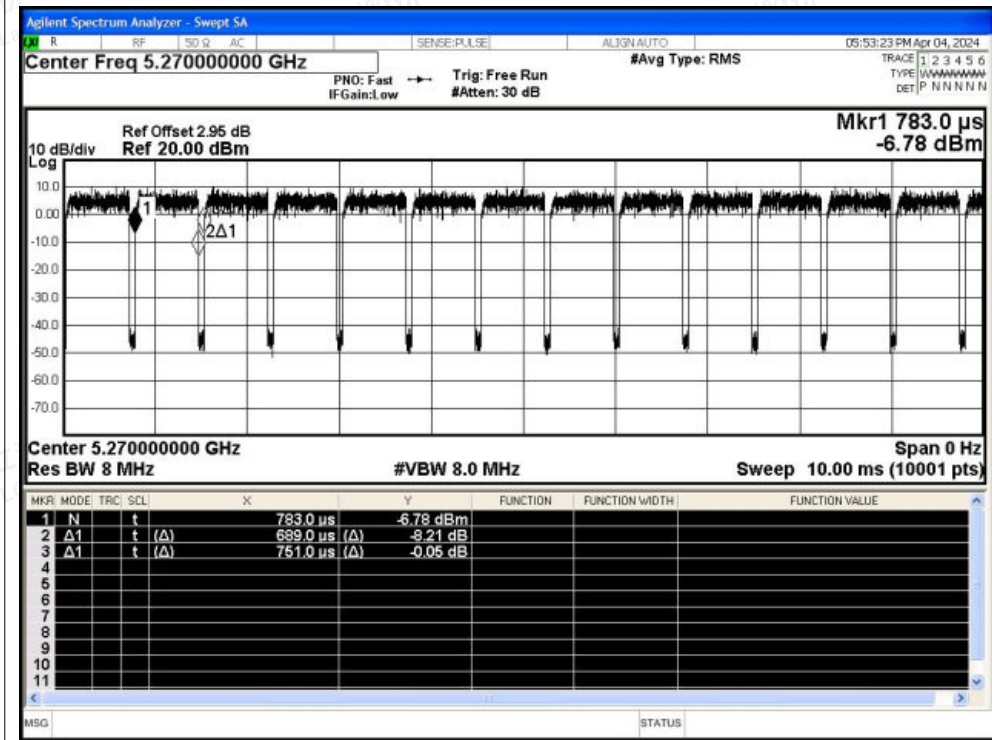 Agilent Spectrum Analyzer - Swept SA
LXI R RF 50 Ω AC SENSE:PULSE ALIGN AUTO 05:53:23 PM Apr 04, 2024
Center Freq 5.270000000 GHz #Avg Type: RMS TRACE 1 2 3 4 5 6
PNO: Fast Trig: Free Run TYPE WWWWWW
IFGain:Low #Atten: 30 dB DET P N N N N N
Mkr1 783.0 µs
Ref Offset 2.95 dB
10 dB/div Ref 20.00 dBm -6.78 dBm
Log
10.0
0.00
1
2Δ1
-10.0
-20.0
-30.0
-40.0
-50.0
-60.0
-70.0
Center 5.270000000 GHz Span 0 Hz
Res BW 8 MHz #VBW 8.0 MHz Sweep 10.00 ms (10001 pts)
MKR MODE TRC SCL X Y FUNCTION FUNCTION WIDTH FUNCTION VALUE
1 N t 783.0 µs -6.78 dBm
2 Δ1 t (Δ) 689.0 µs (Δ) -8.21 dB
3 Δ1 t (Δ) 751.0 µs (Δ) -0.05 dB
4
5
6
7
8
9
10
11
MSG STATUS